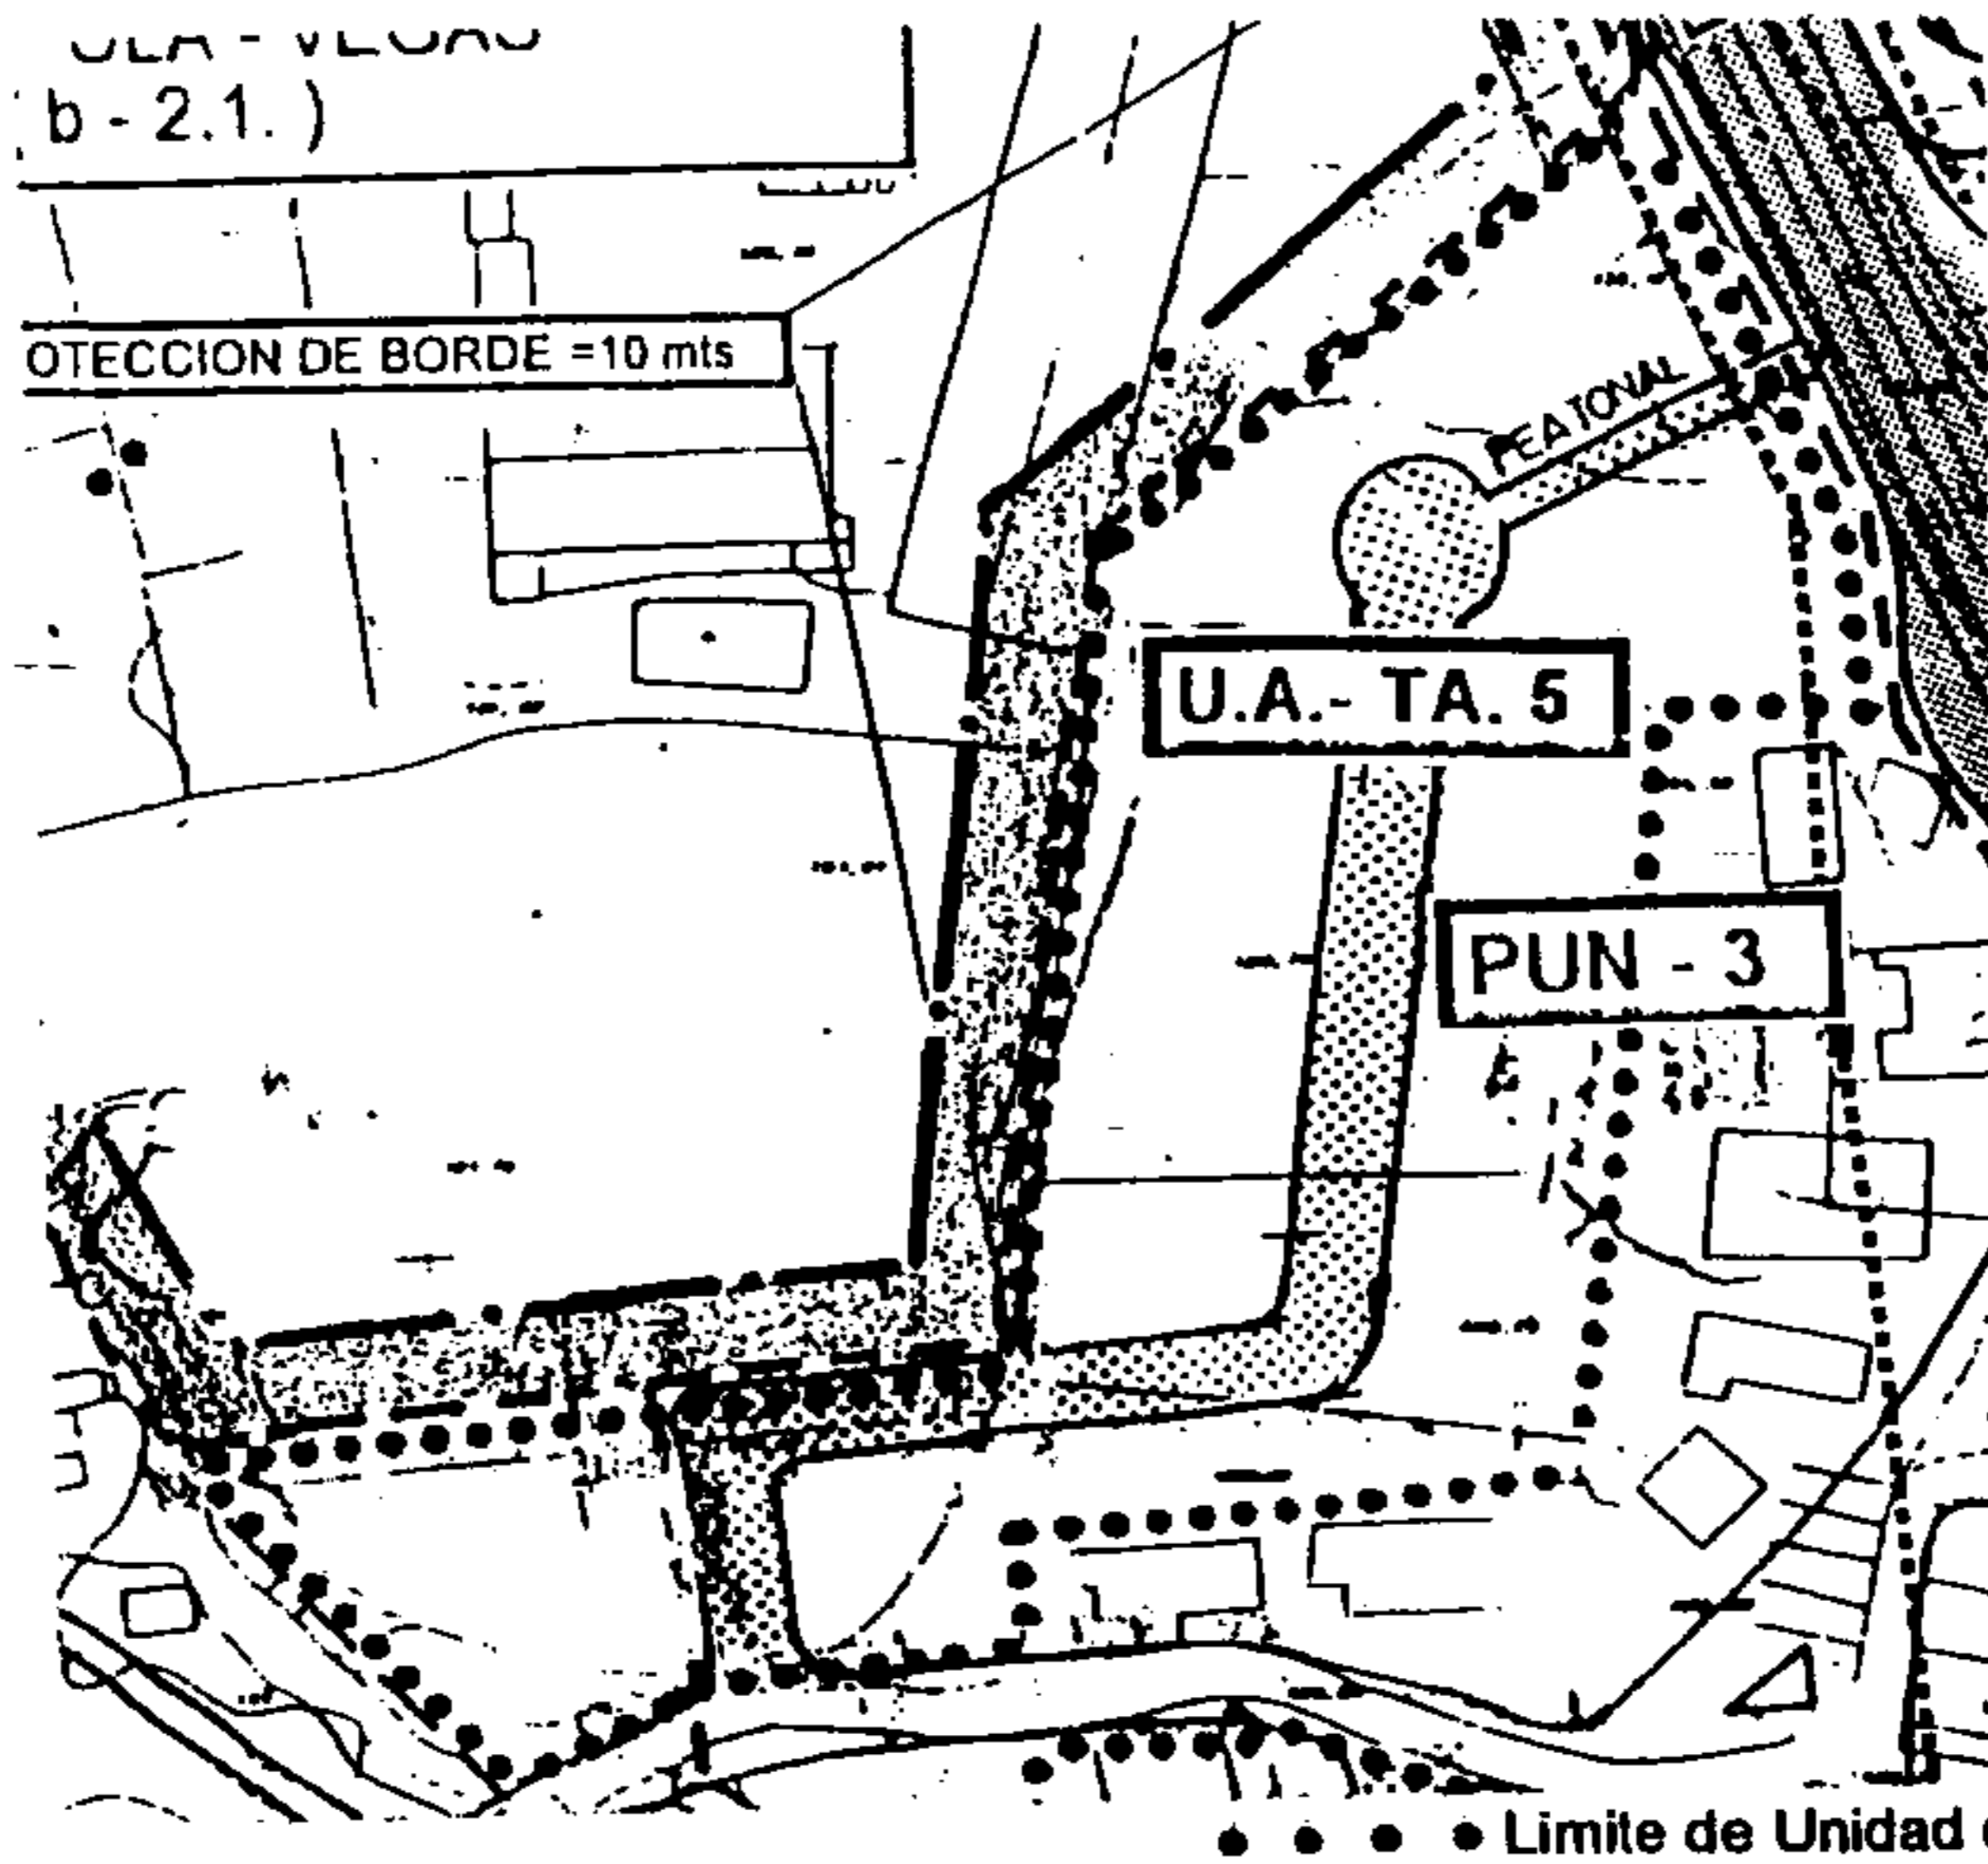 b - 2.1. )
OTECCION DE BORDE =10 mts
PEATONAL
U.A.- TA. 5
PUN - 3
Limite de Unidad